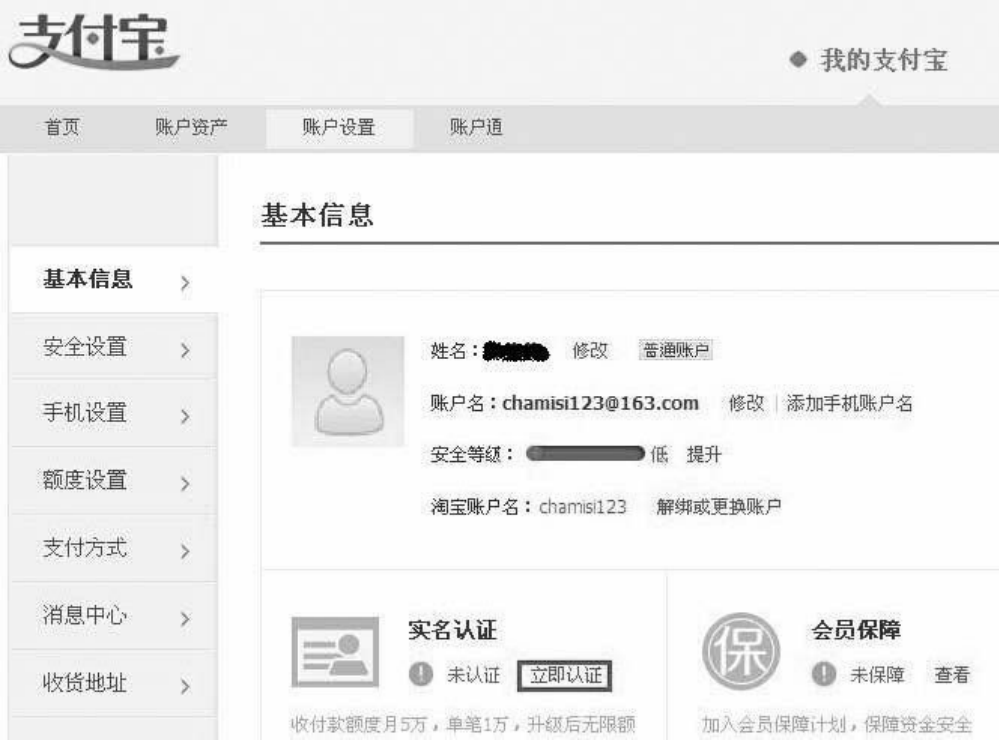 支付宝
我的支付宝
首页 账户资产 账户设置 账户通
基本信息
安全设置
手机设置
额度设置
支付方式
消息中心
收货地址
基本信息
姓名： 修改 普通账户
账户名：chamisi123@163.com 修改 添加手机账户名
安全等级： 低 提升
淘宝账户名：chamisi123 解绑或更换账户
实名认证
未认证 立即认证
收付款额度月5万，单笔1万，升级后无限额
保
会员保障
未保障 查看
加入会员保障计划，保障资金安全